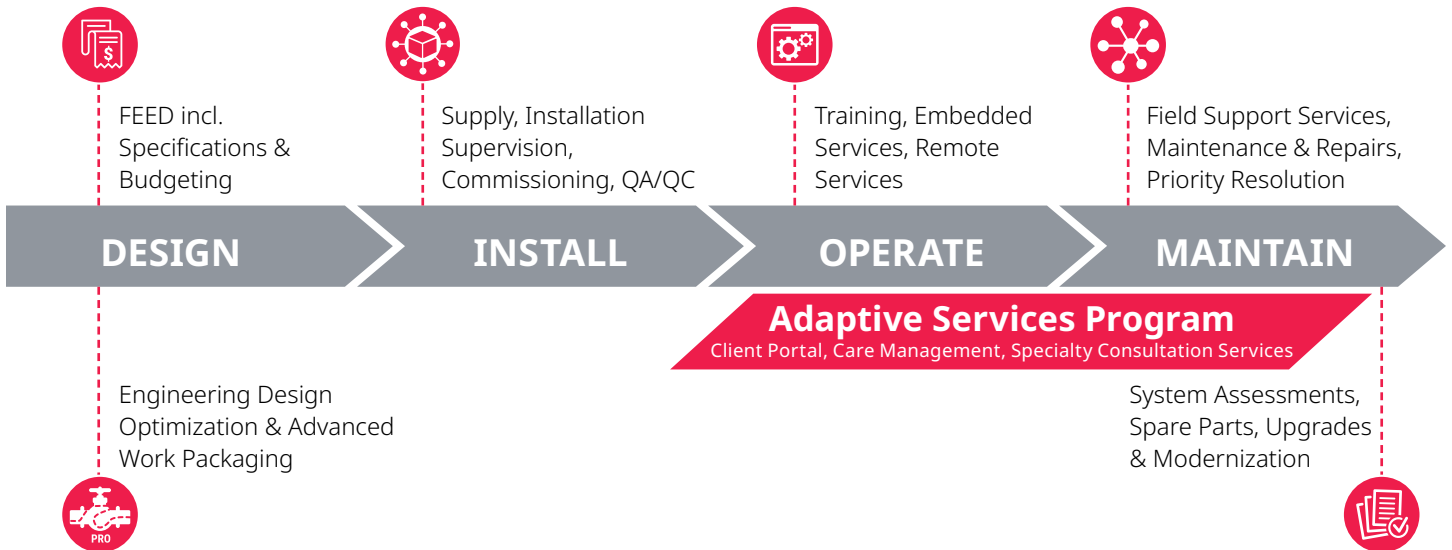 $
FEED incl.
Specifications &
Budgeting
Supply, Installation
Supervision,
Commissioning, QA/QC
Training, Embedded
Services, Remote
Services
Field Support Services,
Maintenance & Repairs,
Priority Resolution
DESIGN
INSTALL
OPERATE
MAINTAIN
Adaptive Services Program
Client Portal, Care Management, Specialty Consultation Services
Engineering Design
Optimization & Advanced
Work Packaging
System Assessments,
Spare Parts, Upgrades
& Modernization
PRO